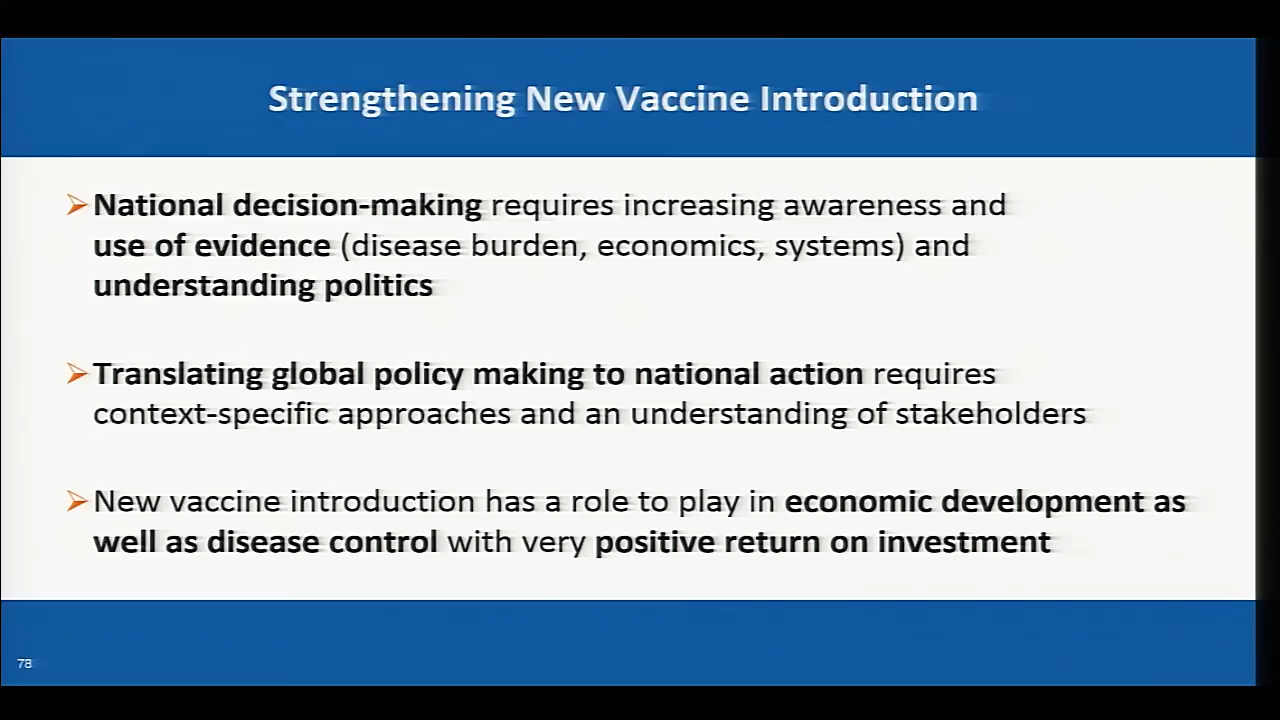 Strengthening New Vaccine Introduction
➢National decision-making requires increasing awareness and
use of evidence (disease burden, economics, systems) and
understanding politics
➢Translating global policy making to national action requires
context-specific approaches and an understanding of stakeholders
➢New vaccine introduction has a role to play in economic development as
well as disease control with very positive return on investment
78